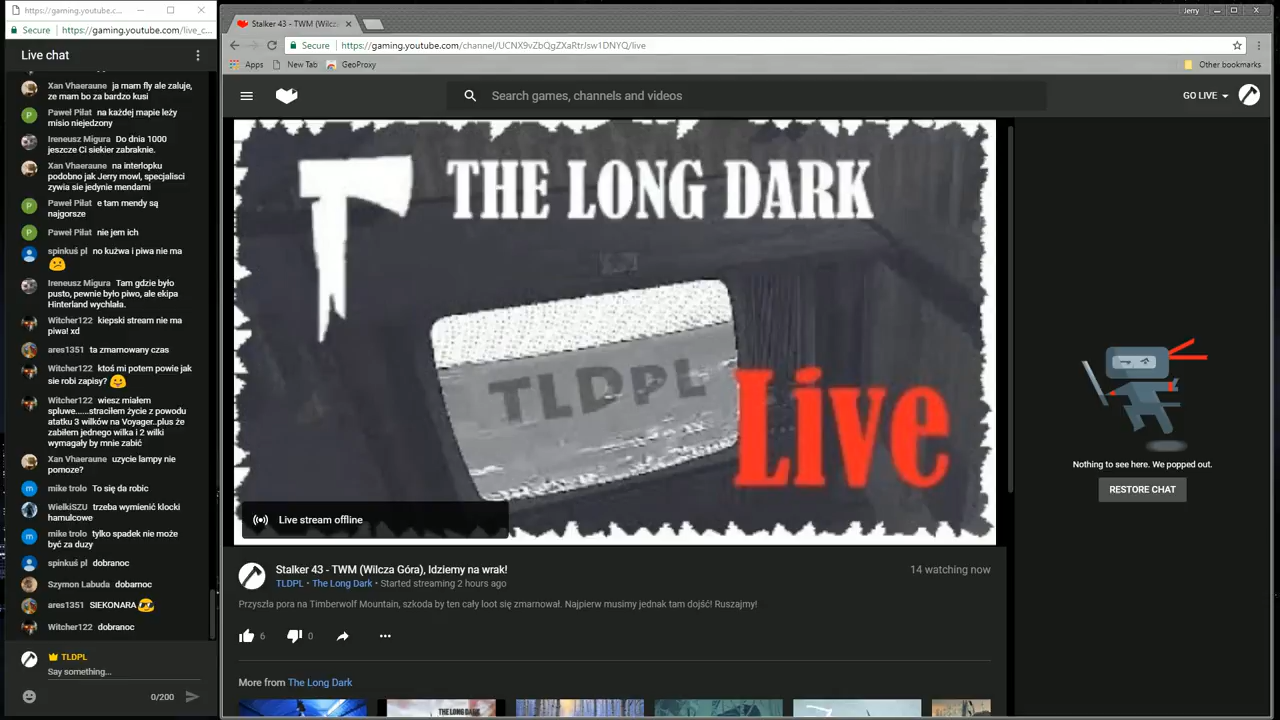 https://gaming.youtube.c...
Secure https://gaming.youtube.com/live_c...
Live chat
Xan Vhaeraune ja mam fly ale zaluje,
ze mam bo za bardzo kusi
Paweł Piłat na każdej mapie leży
misio niejedzony
Ireneusz Migura Do dnia 1000
jeszcze Ci siekier zabraknie.
Xan Vhaeraune na interlopku
podobno jak Jerry mowl, specjalisci
zywia sie jedynie mendami
Paweł Piłat e tam mendy są
najgorsze
Paweł Piłat nie jem ich
spinkuś pl no kużwa i piwa nie ma
Ireneusz Migura Tam gdzie było
pusto, pewnie było piwo, ale ekipa
Hinterland wychlała.
Witcher122 kiepski stream nie ma
piwa! xd
ares1351 ta zmarnowany czas
Witcher122 ktoś mi potem powie jak
sie robi zapisy?
Witcher122 wiesz miałem
spluwe......straciłem życie z powodu
atatku 3 wilków na Voyager..plus że
zabiłem jednego wilka i 2 wilki
wymagały by mnie zabić
Xan Vhaeraune uzycie lampy nie
pomoze?
mike trolo To się da robic
WielkiSZU trzeba wymienić klocki
hamulcowe
mike trolo tylko spadek nie może
być za duzy
spinkuś pl dobranoc
Szymon Labuda dobarnoc
ares1351 SIEKONARA
Witcher122 dobranoc
TLDPL
Say something...
0/200
Jerry
Stalker 43 - TWM (Wilcz
Secure https://gaming.youtube.com/channel/UCNX9vZbQgZXaRtrJsw1DNYQ/live
Apps New Tab GeoProxy Other bookmarks
Search games, channels and videos
GO LIVE
THE LONG DARK
TLDPL
Live
Live stream offline
Stalker 43 - TWM (Wilcza Góra), Idziemy na wrak!
14 watching now
TLDPL • The Long Dark • Started streaming 2 hours ago
Przyszła pora na Timberwolf Mountain, szkoda by ten cały loot się zmarnował. Najpierw musimy jednak tam dojść! Ruszajmy!
6 0
More from The Long Dark
THE LONG DARK
Nothing to see here. We popped out.
RESTORE CHAT